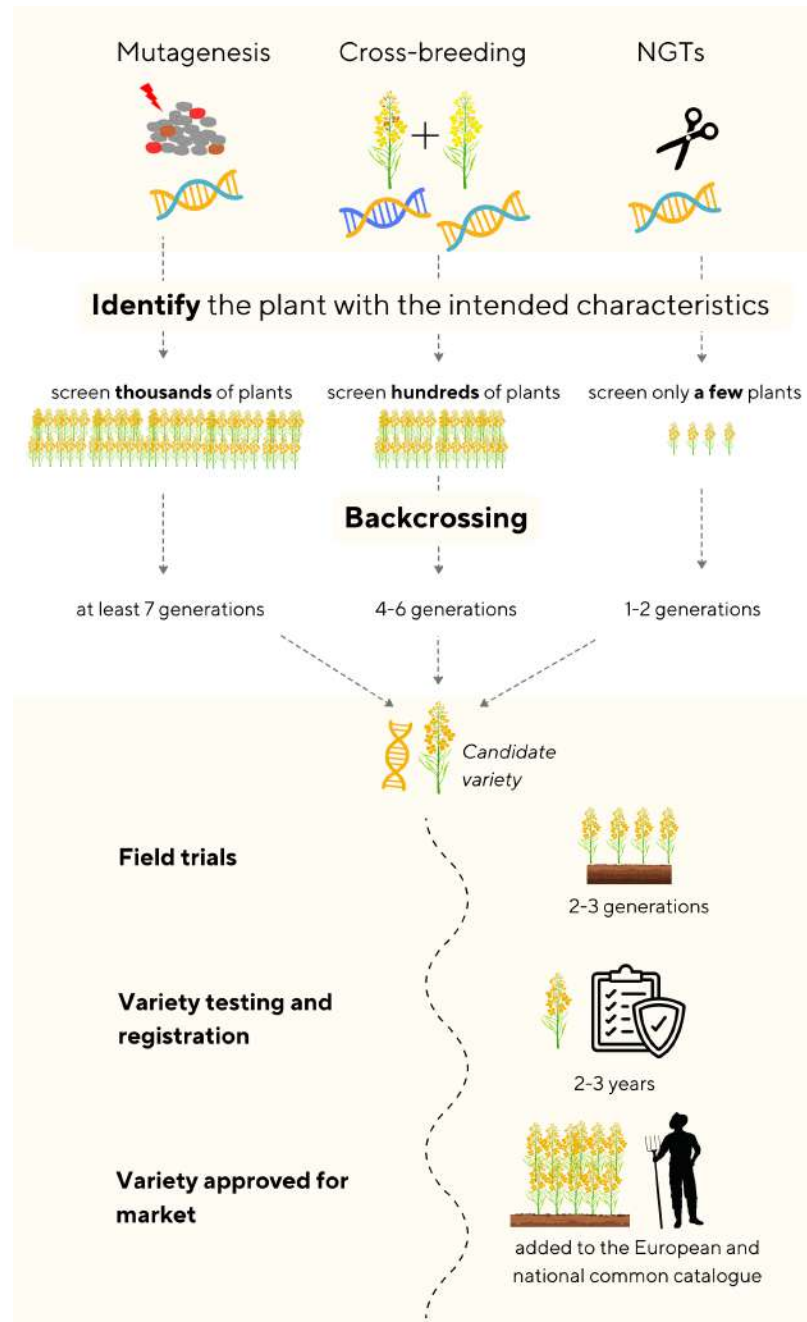 Mutagenesis
Cross-breeding
NGTs
Identify the plant with the intended characteristics
screen thousands of plants
screen hundreds of plants
screen only a few plants
Backcrossing
at least 7 generations
4-6 generations
1-2 generations
Candidate
variety
Field trials
2-3 generations
Variety testing and
registration
2-3 years
Variety approved for
market
added to the European and
national common catalogue